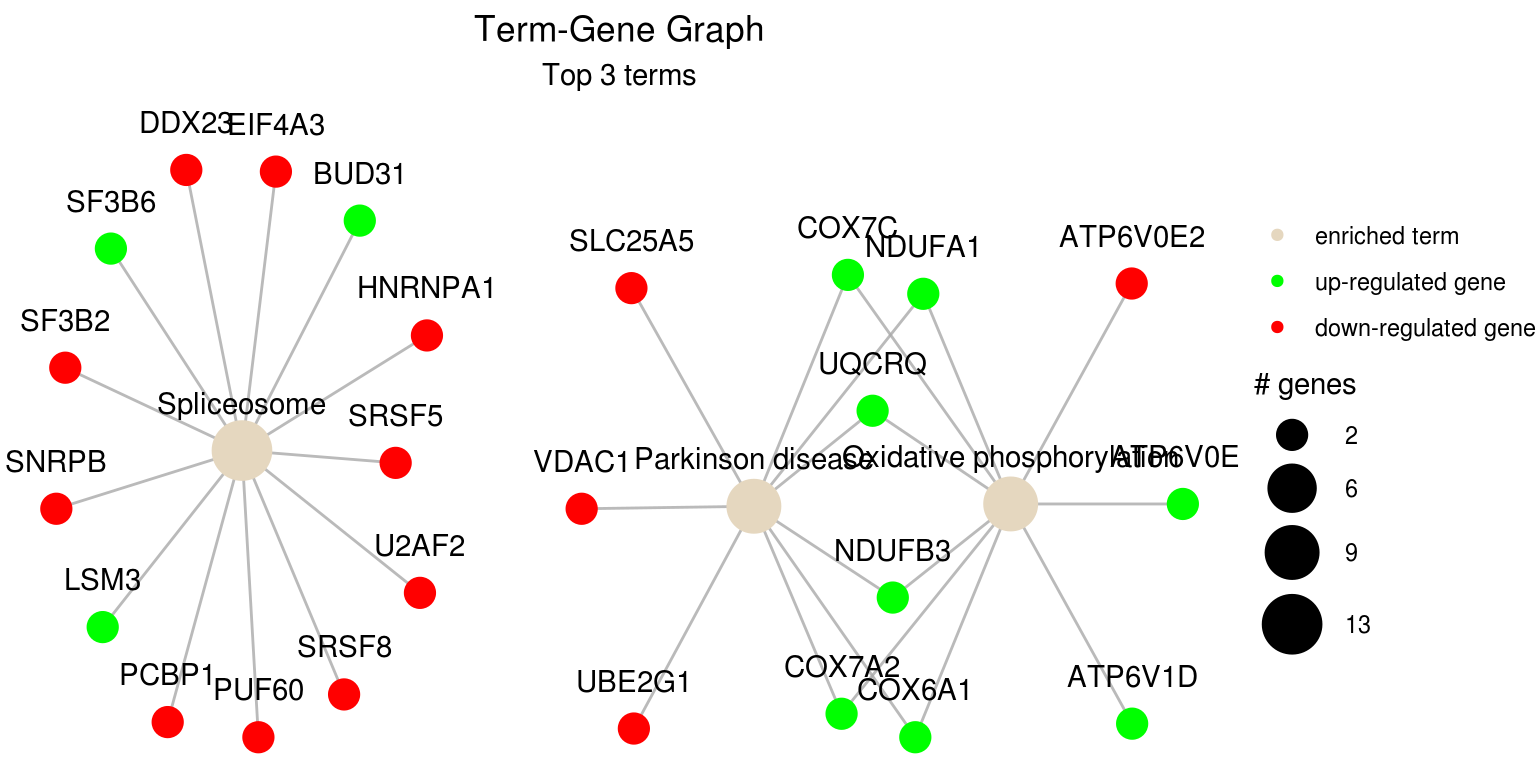 Term-Gene Graph
Top 3 terms
DDX23
EIF4A3
BUD31
SF3B6
HNRNPA1
SF3B2
Spliceosome
SRSF5
SNRPB
U2AF2
LSM3
SRSF8
PCBP1
PUF60
SLC25A5
COX7C
NDUFA1
ATP6V0E2
UQCRQ
VDAC1
Parkinson disease
Oxidative phosphorylation
ATP6V0E
NDUFB3
UBE2G1
COX7A2
COX6A1
ATP6V1D
enriched term
up-regulated gene
down-regulated gene
# genes
2
6
9
13